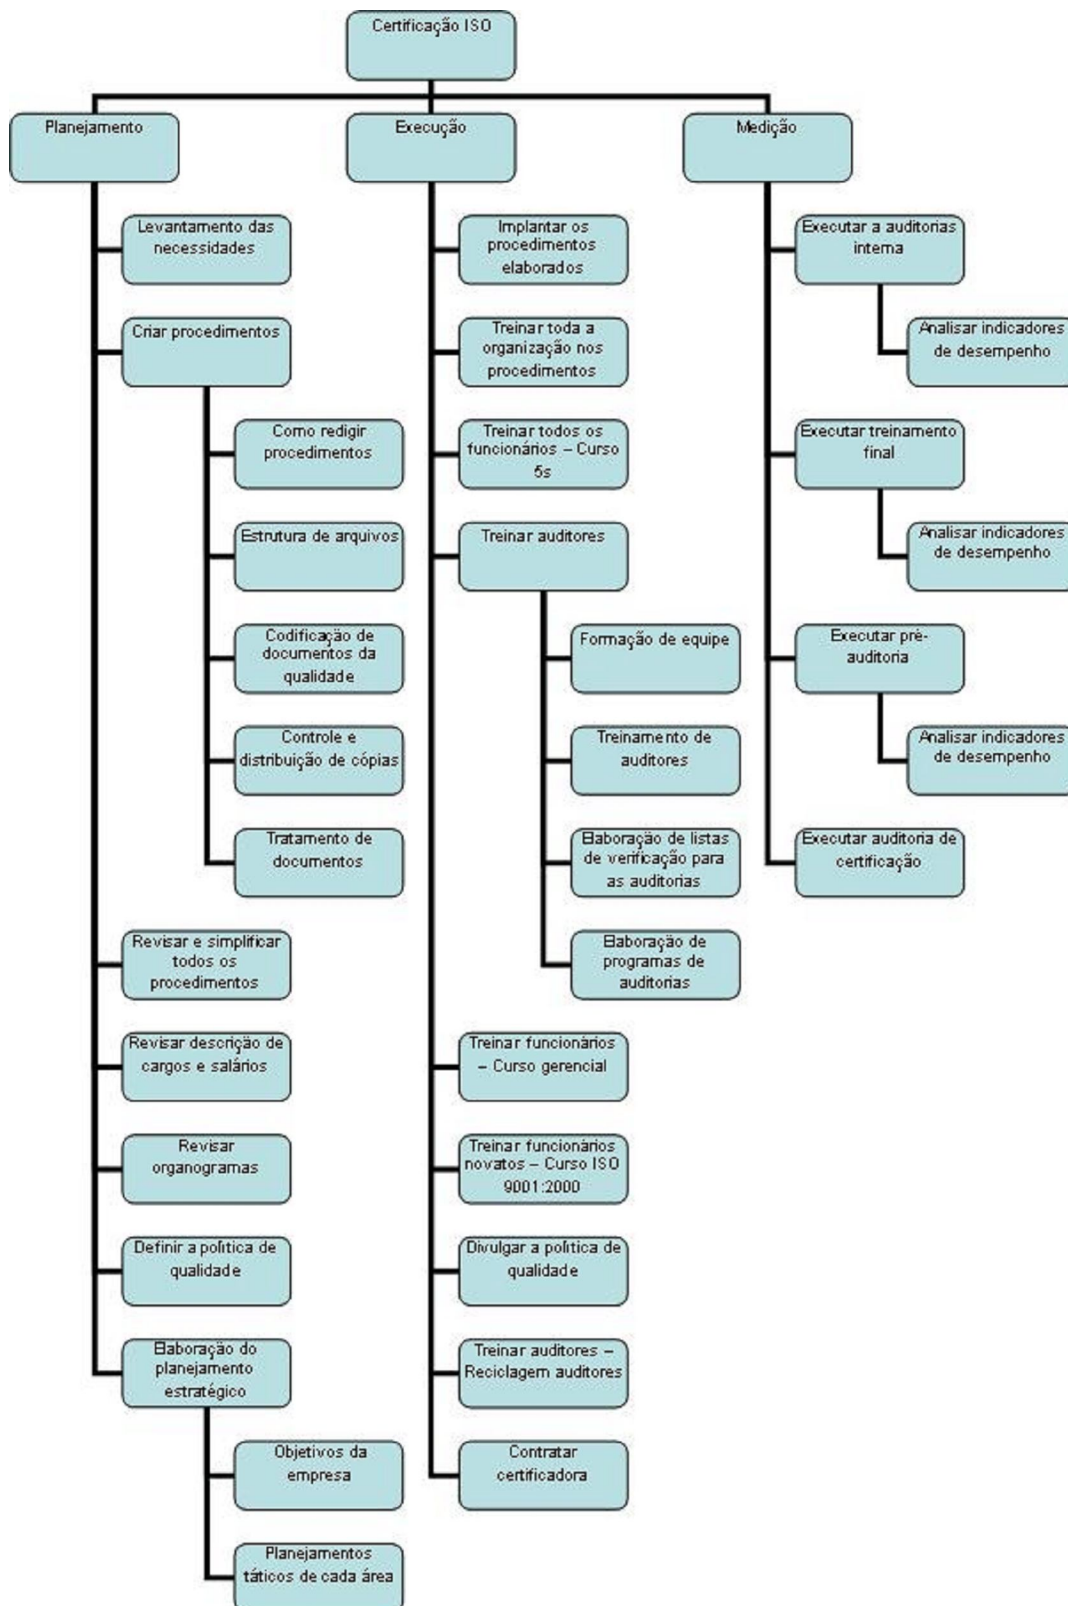 Certificação ISO
Planejamento
Execução
Medição
Levantamento das
necessidades
Criar procedimentos
Como redigir
procedimentos
Estrutura de arquivos
Codificação de
documentos da
qualidade
Controle e
distribuição de cópias
Tratamento de
documentos
Revisar e simplificar
todos os
procedimentos
Revisar descrição de
cargos e salários
Revisar
organogramas
Definir a política de
qualidade
Elaboração do
planejamento
estratégico
Objetivos da
empresa
Planejamentos
táticos de cada área
Implantar os
procedimentos
elaborados
Treinar toda a
organização nos
procedimentos
Treinar todos os
funcionários – Curso
5s
Treinar auditores
Formação de equipe
Treinamento de
auditores
Elaboração de listas
de verificação para
as auditorias
Elaboração de
programas de
auditorias
Treinar funcionários
– Curso gerencial
Treinar funcionários
novatos – Curso ISO
9001:2000
Divulgar a política de
qualidade
Treinar auditores –
Reciclagem auditores
Contratar
certificadora
Executar a auditorias
interna
Analisar indicadores
de desempenho
Executar treinamento
final
Analisar indicadores
de desempenho
Executar pré-
auditoria
Analisar indicadores
de desempenho
Executar auditoria de
certificação